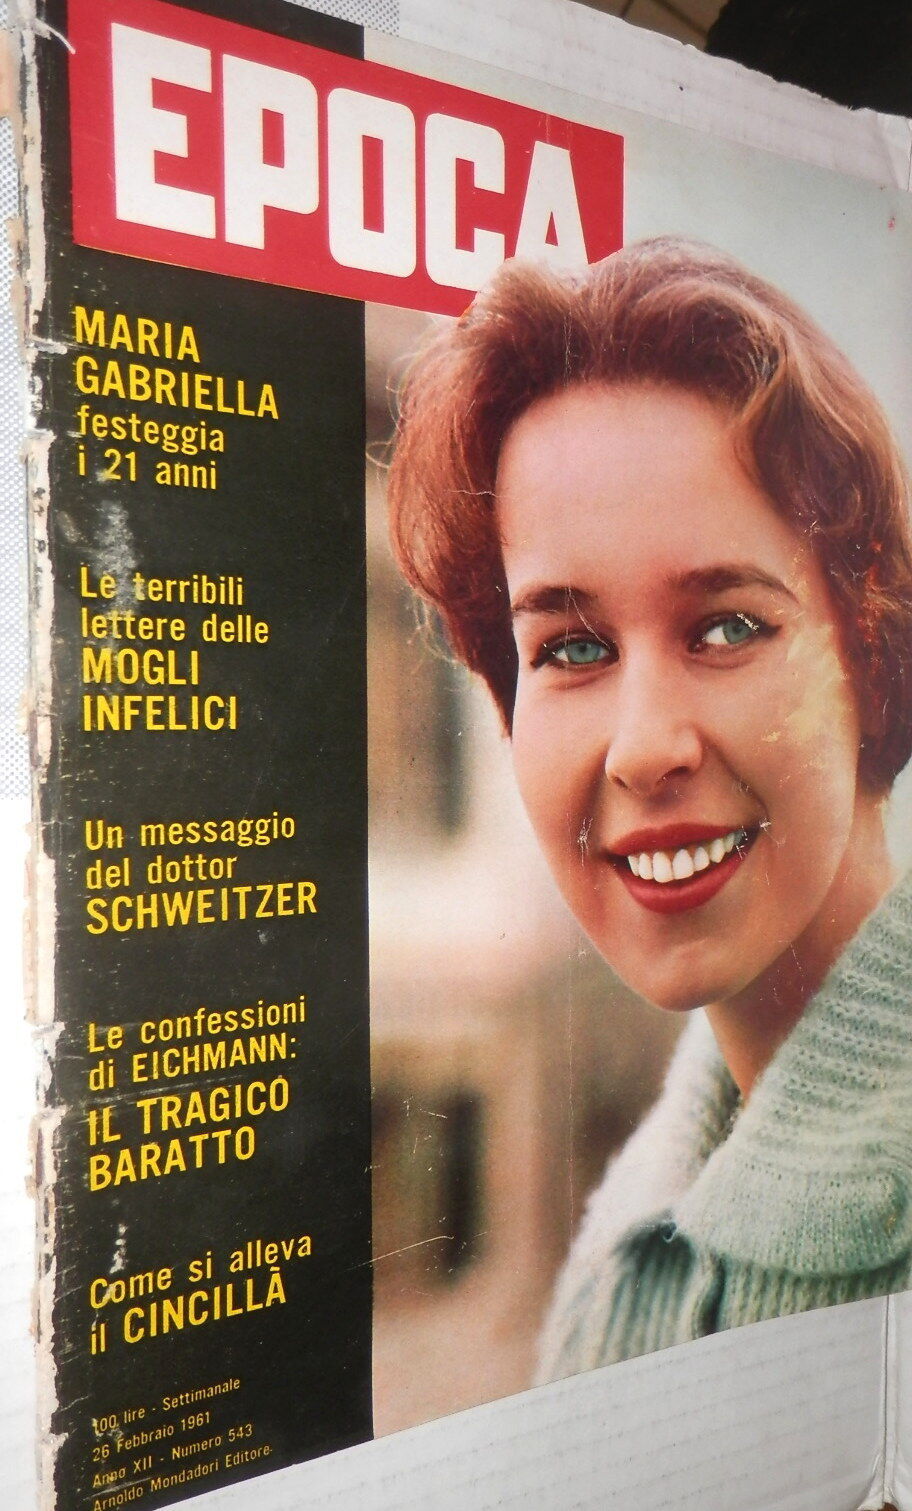 EPOCA
MARIA
GABRIELLA
festeggia
i 21 anni
Le terribili
lettere delle
MOGLI
INFELICI
Un messaggio
del dottor
SCHWEITZER
Le confessioni
di EICHMANN:
IL TRAGICO
BARATTO
Come si alleva
il CINCILLÀ
100 lire - Settimanale
26 Febbraio 1961
Anno XII - Numero 543
Arnoldo Mondadori Editore